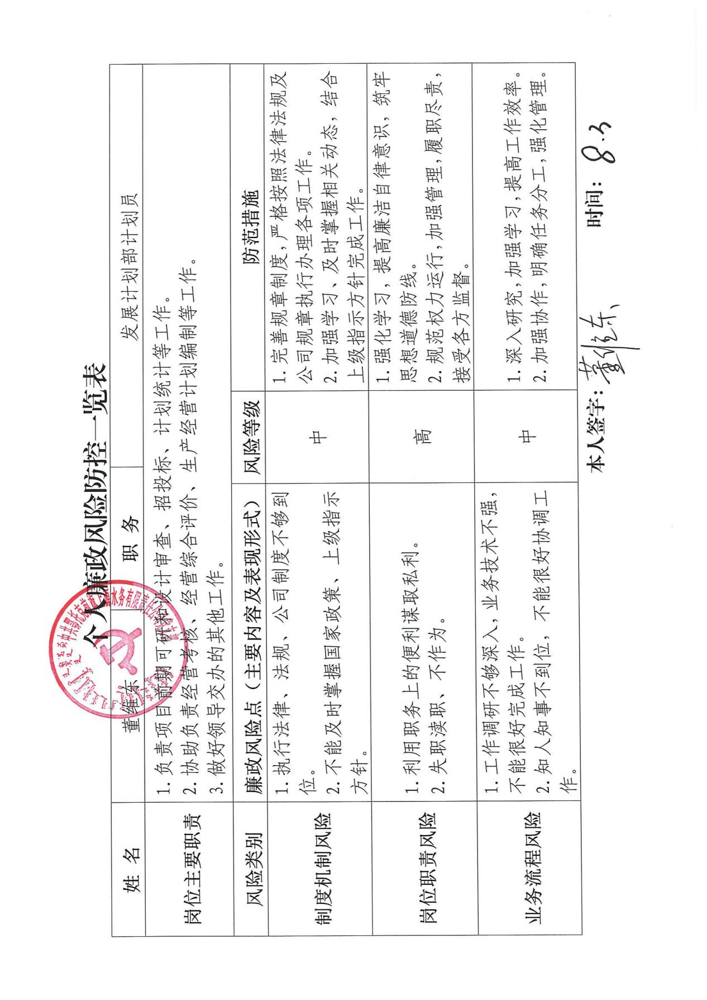 个人廉政风险防控一览表
姓 名 董维东 职 务 发展计划部计划员
岗位主要职责
1. 负责项目前期可研和设计审查、招投标、计划统计等工作。
2. 协助负责经营考核、经营综合评价、生产经营计划编制等工作。
3. 做好领导交办的其他工作。
风险类别 廉政风险点（主要内容及表现形式） 风险等级 防范措施
制度机制风险
1. 执行法律、法规、公司制度不够到
位。
2. 不能及时掌握国家政策、上级指示
方针。
中
1. 完善规章制度,严格按照法律法规及
公司规章执行办理各项工作。
2. 加强学习、及时掌握相关动态，结合
上级指示方针完成工作。
岗位职责风险
1. 利用职务上的便利谋取私利。
2. 失职渎职、不作为。
高
1. 强化学习，提高廉洁自律意识，筑牢
思想道德防线。
2. 规范权力运行,加强管理,履职尽责,
接受各方监督。
业务流程风险
1. 工作调研不够深入,业务技术不强,
不能很好完成工作。
2. 知人知事不到位，不能很好协调工
作。
中
1. 深入研究,加强学习,提高工作效率。
2. 加强协作,明确任务分工,强化管理。
本人签字：董维东 时间：8.3